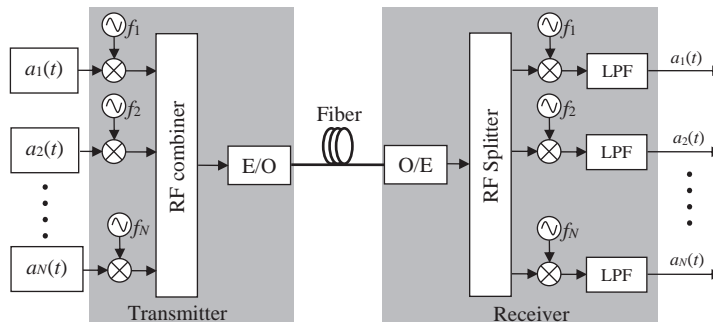 f1
f1
a1(t)
a1(t)
LPF
f2
Fiber
f2
a2(t)
a2(t)
RF combiner
E/O
O/E
RF Splitter
LPF
fN
fN
aN(t)
aN(t)
LPF
Transmitter
Receiver